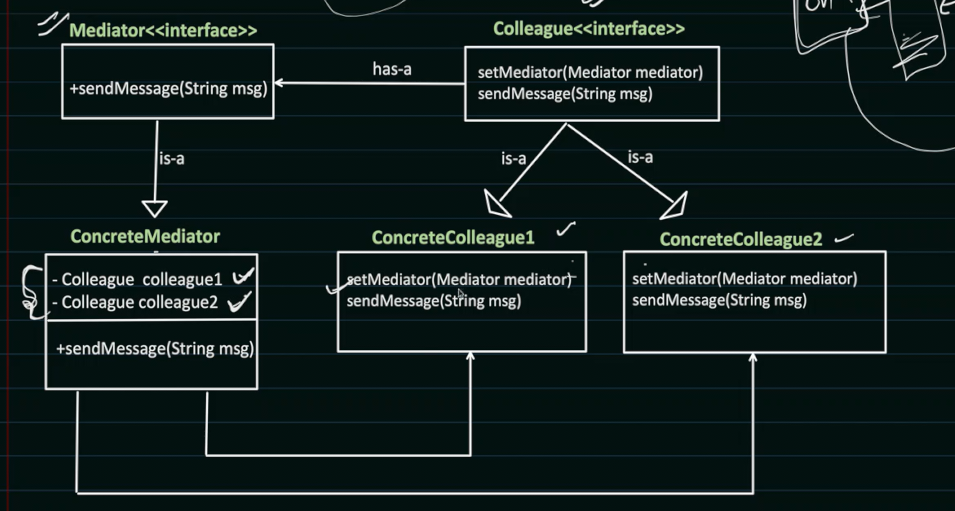 Mediator<<interface>>
Colleague<<interface>>
+sendMessage(String msg)
has-a
setMediator(Mediator mediator)
sendMessage(String msg)
is-a
is-a
is-a
ConcreteMediator
- Colleague colleague1
- Colleague colleague2
+sendMessage(String msg)
ConcreteColleague1
setMediator(Mediator mediator)
sendMessage(String msg)
ConcreteColleague2
setMediator(Mediator mediator)
sendMessage(String msg)